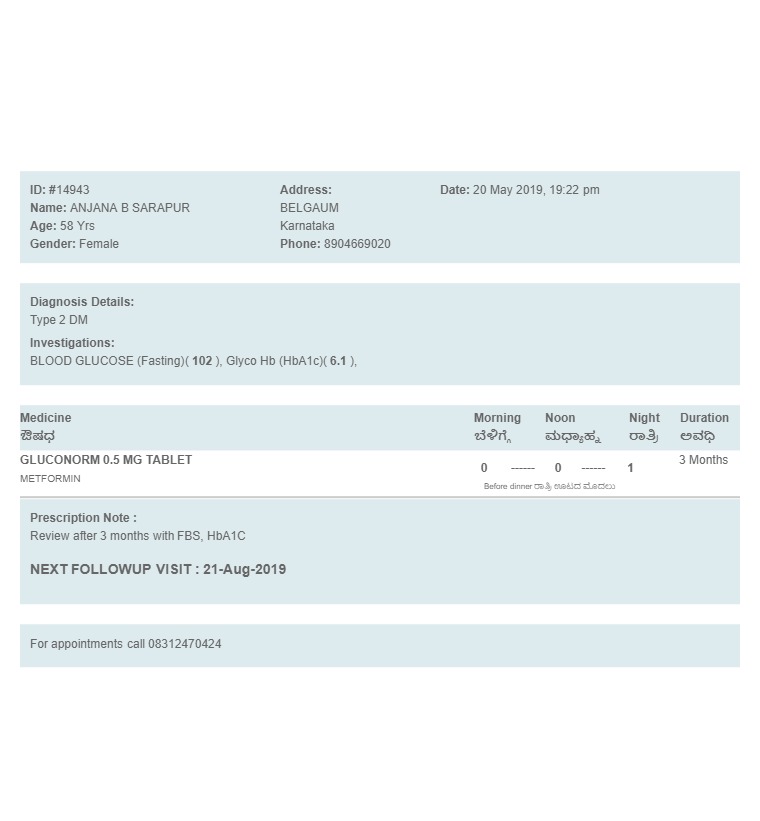 ID: #14943
Name: ANJANA B SARAPUR
Age: 58 Yrs
Gender: Female
Address:
BELGAUM
Karnataka
Phone: 8904669020
Date: 20 May 2019, 19:22 pm
Diagnosis Details:
Type 2 DM
Investigations:
BLOOD GLUCOSE (Fasting)( 102 ), Glyco Hb (HbA1c)( 6.1 ),
Medicine Morning Noon Night Duration
ಔಷಧ ಬೆಳಿಗ್ಗೆ ಮಧ್ಯಾಹ್ನ ರಾತ್ರಿ ಅವಧಿ
GLUCONORM 0.5 MG TABLET 3 Months
0 ------ 0 ------ 1
METFORMIN
Before dinner ರಾತ್ರಿ ಊಟದ ಮೊದಲು
Prescription Note :
Review after 3 months with FBS, HbA1C
NEXT FOLLOWUP VISIT : 21-Aug-2019
For appointments call 08312470424